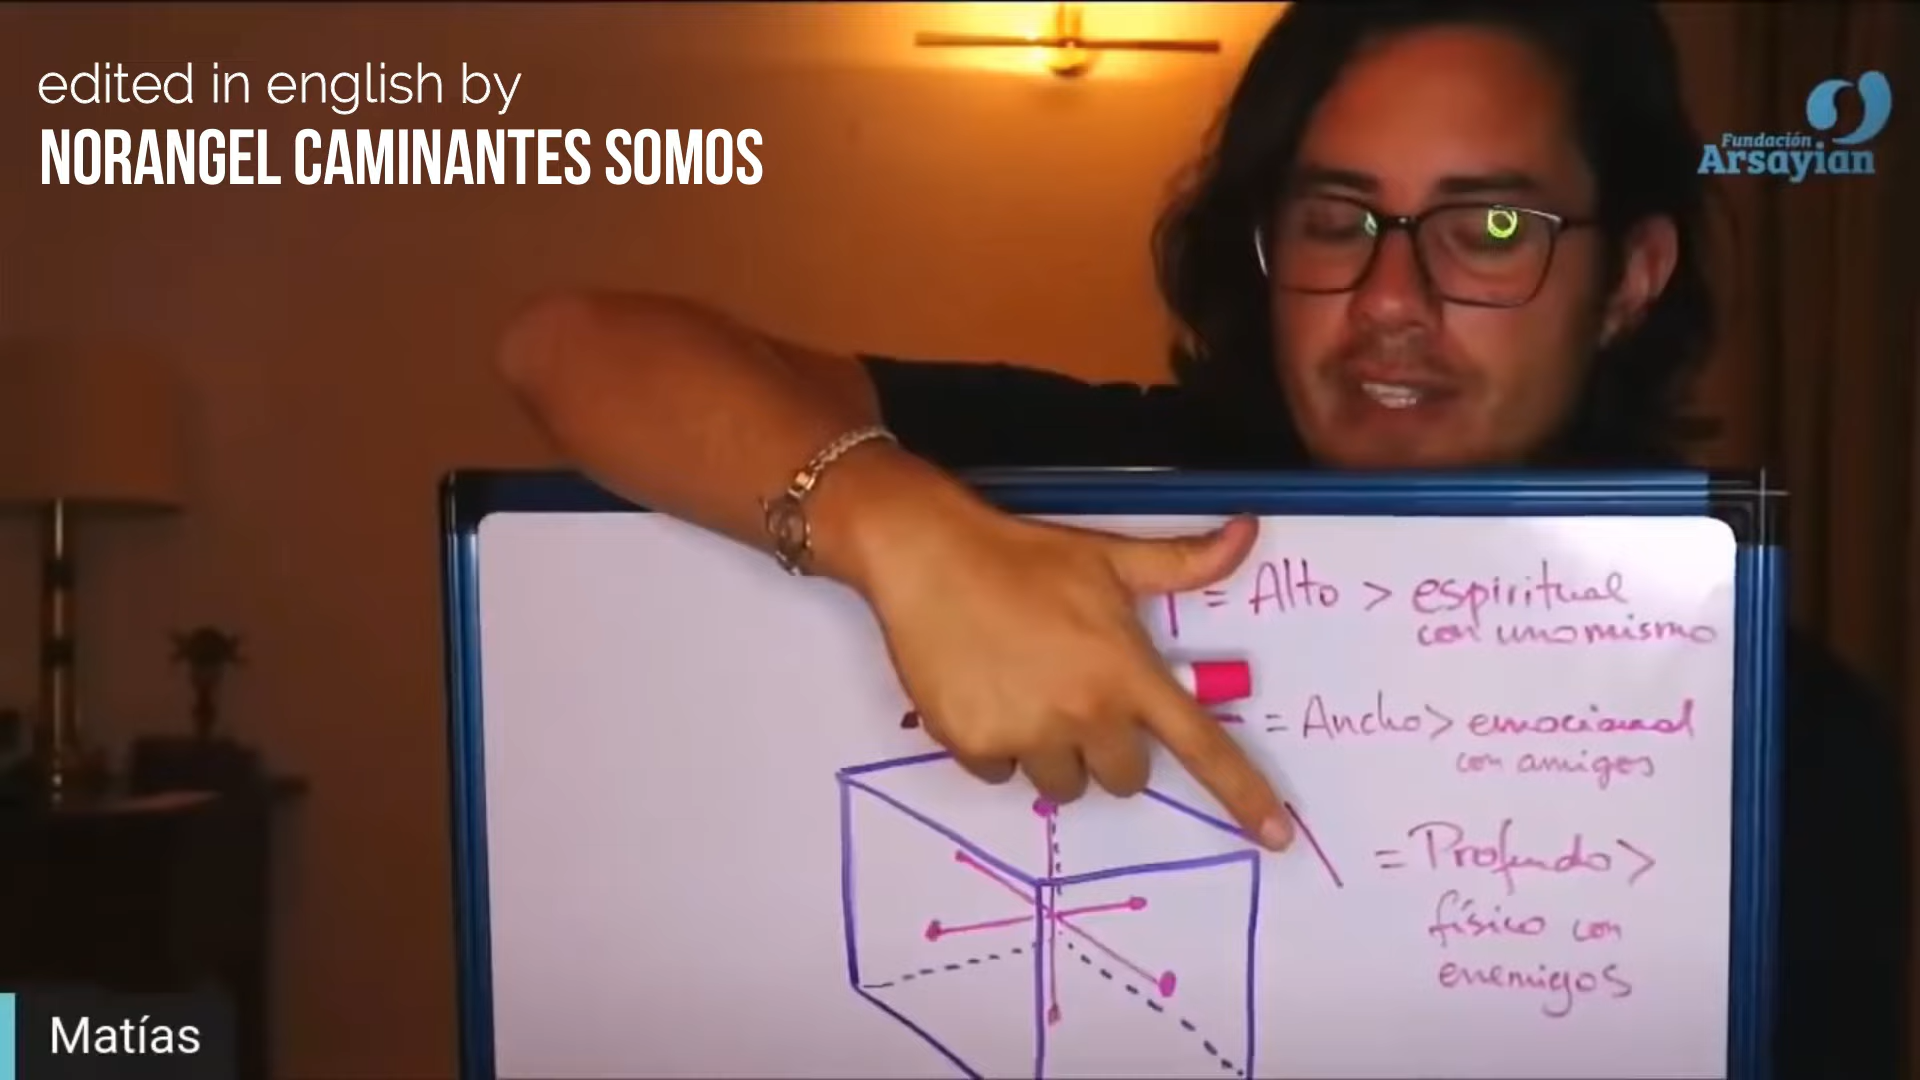 edited in english by
NORANGEL CAMINANTES SOMOS
Fundación
Arsayian
= Alto > espiritual
con uno mismo
= Ancho > emocional
con amigos
= Profundo >
físico con
enemigos
Matías